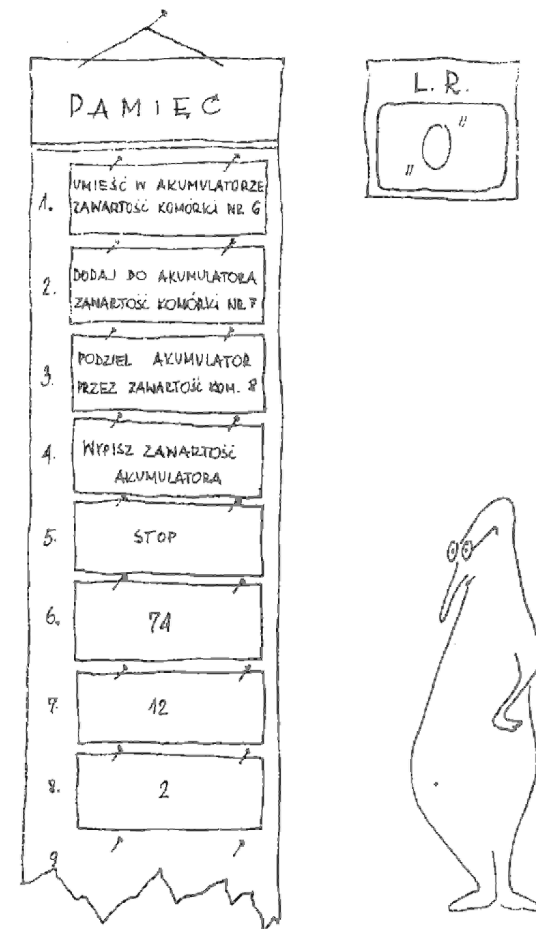 PAMIĘĆ
L. R.
" 0 "
1. UMIEŚĆ W AKUMULATORZE
ZAWARTOŚĆ KOMÓRKI NR 6
2. DODAJ DO AKUMULATORA
ZAWARTOŚĆ KOMÓRKI NR 7
3. PODZIEL AKUMULATOR
PRZEZ ZAWARTOŚĆ KOM. 8
4. WYPISZ ZAWARTOŚĆ
AKUMULATORA
5. STOP
6. 74
7. 12
8. 2
9